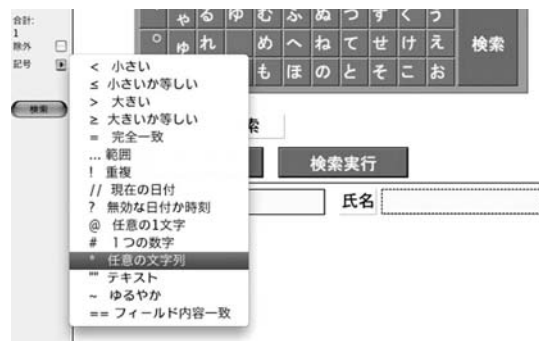 合計:
1
除外
記号
検索
゛ ゃ る ゆ む ふ ぬ つ す く う
゜ ゅ れ め へ ね て せ け え
も ほ の と そ こ お
検索
索
検索実行
氏名
< 小さい
≤ 小さいか等しい
> 大きい
≥ 大きいか等しい
= 完全一致
... 範囲
! 重複
// 現在の日付
? 無効な日付か時刻
@ 任意の1文字
# 1つの数字
* 任意の文字列
"" テキスト
~ ゆるやか
== フィールド内容一致